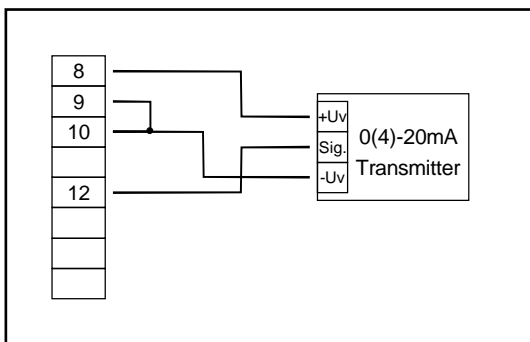 8
9
10
12
+Uv
Sig.
-Uv
0(4)-20mA
Transmitter